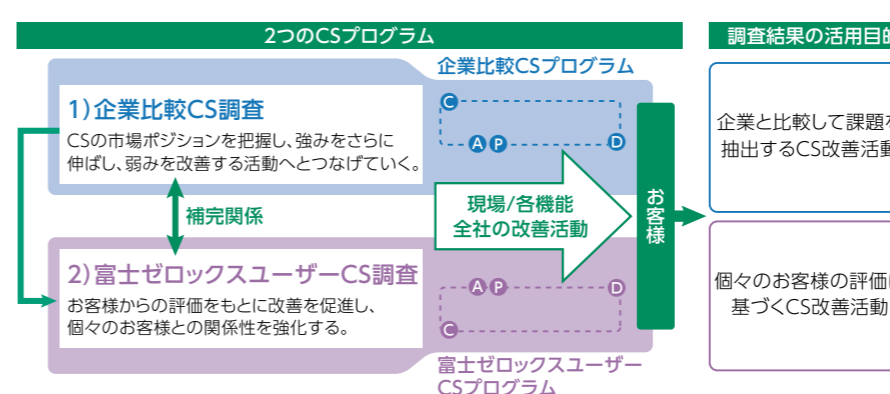 2つのCSプログラム
調査結果の活用目
企業比較CSプログラム
1）企業比較CS調査
CSの市場ポジションを把握し、強みをさらに
伸ばし、弱みを改善する活動へとつなげていく。
C
A P
D
企業と比較して課題
抽出するCS改善活動
補完関係
現場/各機能
全社の改善活動
お客様
2）富士ゼロックスユーザーCS調査
お客様からの評価をもとに改善を促進し、
個々のお客様との関係性を強化する。
A P
D
C
個々のお客様の評価
基づくCS改善活動
富士ゼロックスユーザー
CSプログラム